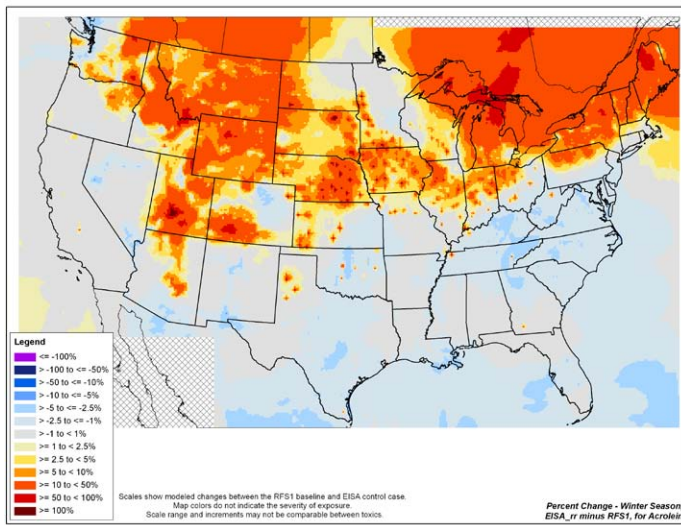 Legend
<= -100%
> -100 to <= -50%
> -50 to <= -10%
> -10 to <= -5%
> -5 to <= -2.5%
> -2.5 to <= -1%
> -1 to < 1%
>= 1 to < 2.5%
>= 2.5 to < 5%
>= 5 to < 10%
>= 10 to < 50%
>= 50 to < 100%
>= 100%
Scales show modeled changes between the RFS1 baseline and EISA control case.
Map colors do not indicate the severity of exposure.
Scale range and increments may not be comparable between toxics.
Percent Change - Winter Season
EISA_rr minus RFS1, for Acrolein